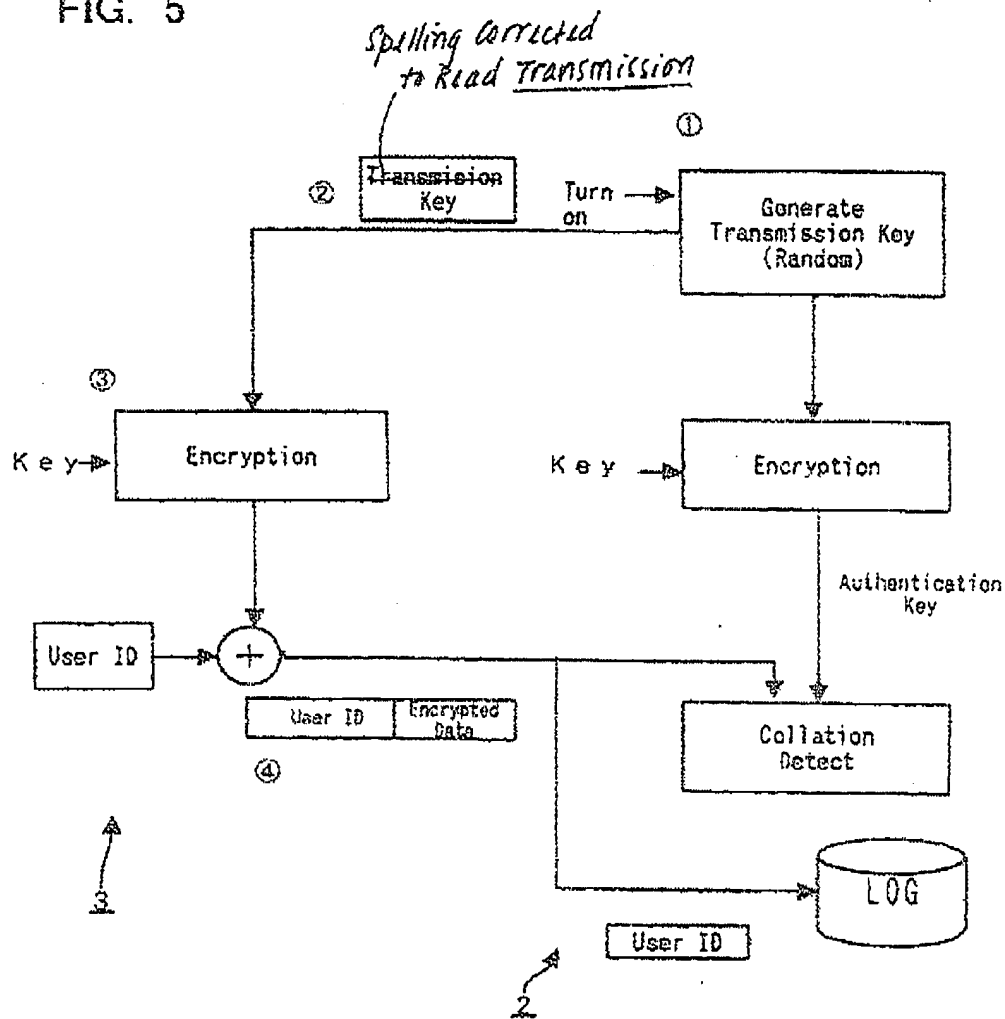 FIG. 5
Spelling Corrected
to Read Transmission
①
②
Transmision
Key
Turn
on
Generate
Transmission Key
(Random)
③
Key
Encryption
Key
Encryption
Authentication
Key
User ID
+
User ID
Encrypted
Data
④
Collation
Detect
3
LOG
User ID
2